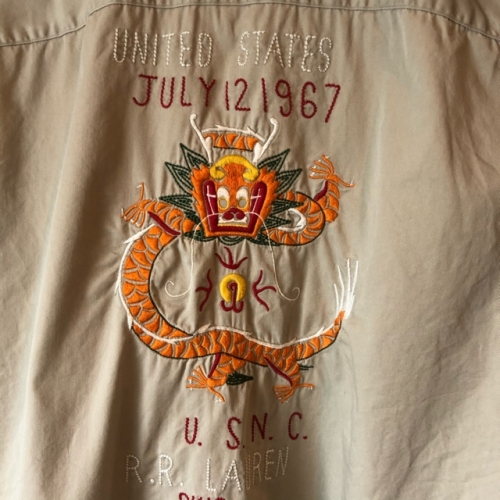 UNITED STATES
JULY 12 1967
U. S. N. C.
R.R. LAUREN